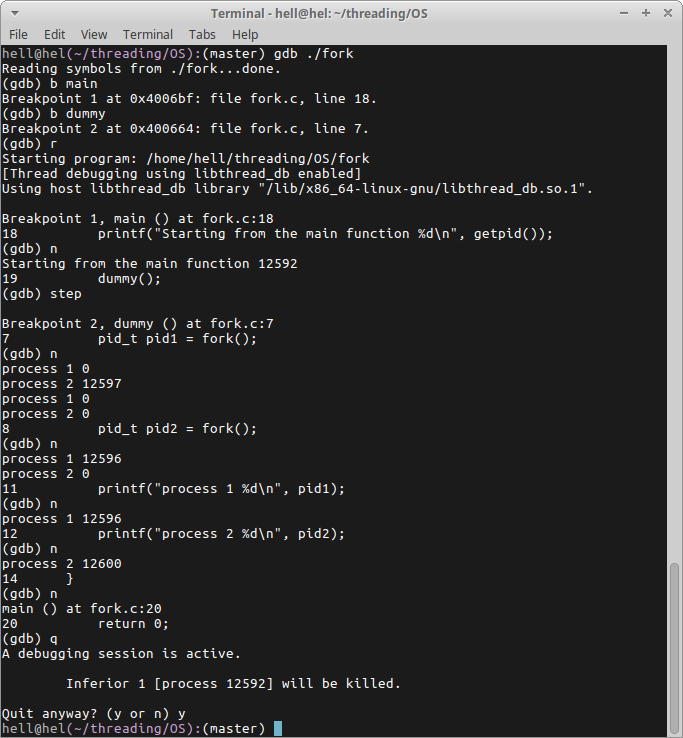 Terminal - hell@hel: ~/threading/OS
File Edit View Terminal Tabs Help
hell@hel(~/threading/OS):(master) gdb ./fork
Reading symbols from ./fork...done.
(gdb) b main
Breakpoint 1 at 0x4006bf: file fork.c, line 18.
(gdb) b dummy
Breakpoint 2 at 0x400664: file fork.c, line 7.
(gdb) r
Starting program: /home/hell/threading/OS/fork
[Thread debugging using libthread_db enabled]
Using host libthread_db library "/lib/x86_64-linux-gnu/libthread_db.so.1".

Breakpoint 1, main () at fork.c:18
18          printf("Starting from the main function %d\n", getpid());
(gdb) n
Starting from the main function 12592
19          dummy();
(gdb) step

Breakpoint 2, dummy () at fork.c:7
7           pid_t pid1 = fork();
(gdb) n
process 1 0
process 2 12597
process 1 0
process 2 0
8           pid_t pid2 = fork();
(gdb) n
process 1 12596
process 2 0
11          printf("process 1 %d\n", pid1);
(gdb) n
process 1 12596
12          printf("process 2 %d\n", pid2);
(gdb) n
process 2 12600
14      }
(gdb) n
main () at fork.c:20
20          return 0;
(gdb) q
A debugging session is active.

        Inferior 1 [process 12592] will be killed.

Quit anyway? (y or n) y
hell@hel(~/threading/OS):(master)